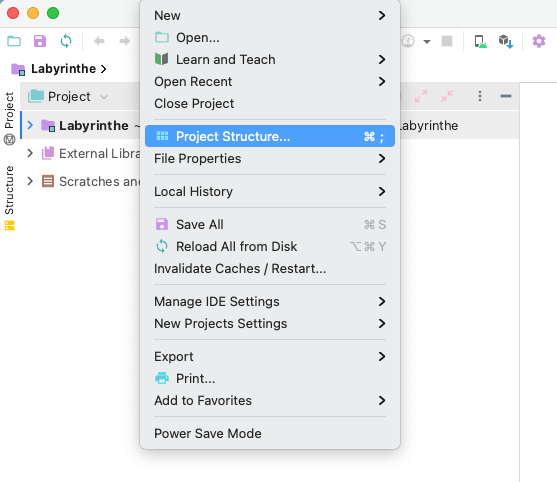 New
Open...
Learn and Teach
Open Recent
Close Project
Project Structure... ⌘ ;
File Properties
Local History
Save All ⌘ S
Reload All from Disk ⌥ ⌘ Y
Invalidate Caches / Restart...
Manage IDE Settings
New Projects Settings
Export
Print...
Add to Favorites
Power Save Mode
Labyrinthe
Project
Labyrinthe ~
Labyrinthe
External Libra
Scratches and
Project
Structure